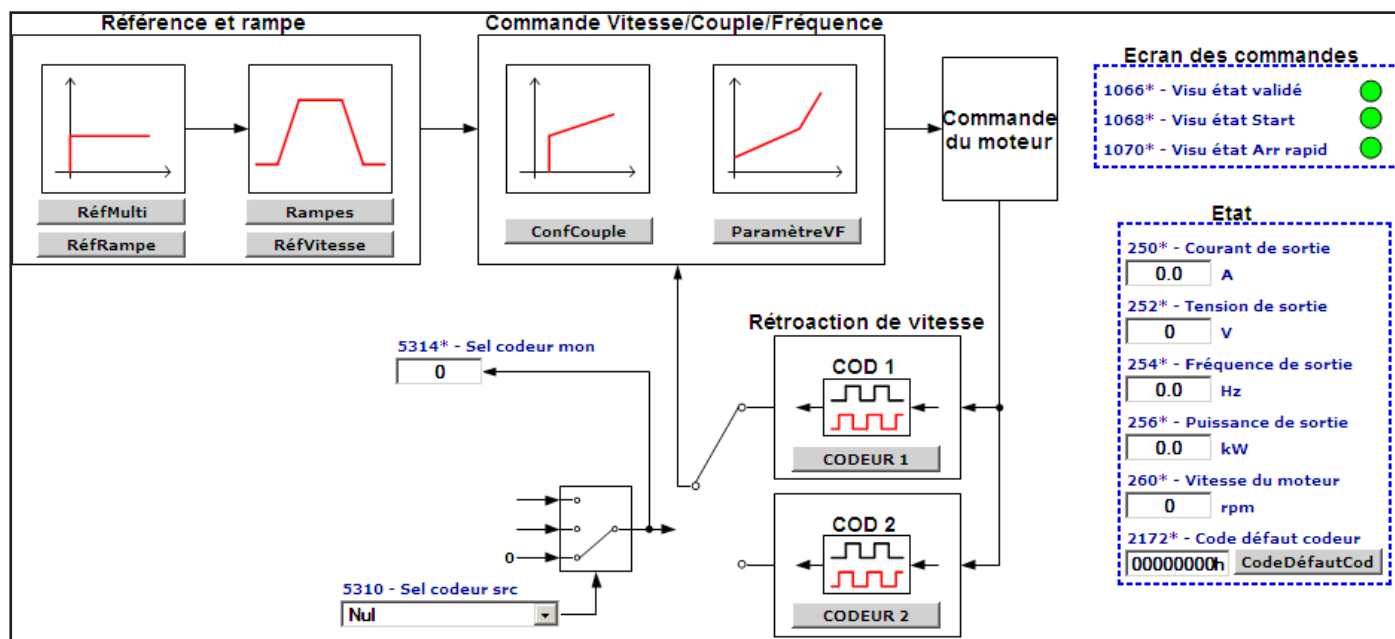 Référence et rampe
RéfMulti
Rampes
RéfRampe
RéfVitesse
Commande Vitesse/Couple/Fréquence
ConfCouple
ParamètreVF
Commande
du moteur
Ecran des commandes
1066* - Visu état validé
1068* - Visu état Start
1070* - Visu état Arr rapid
Etat
250* - Courant de sortie
0.0 A
252* - Tension de sortie
0 V
254* - Fréquence de sortie
0.0 Hz
256* - Puissance de sortie
0.0 kW
260* - Vitesse du moteur
0 rpm
2172* - Code défaut codeur
00000000h CodeDéfautCod
Rétroaction de vitesse
COD 1
CODEUR 1
COD 2
CODEUR 2
5314* - Sel codeur mon
0
0
5310 - Sel codeur src
Nul